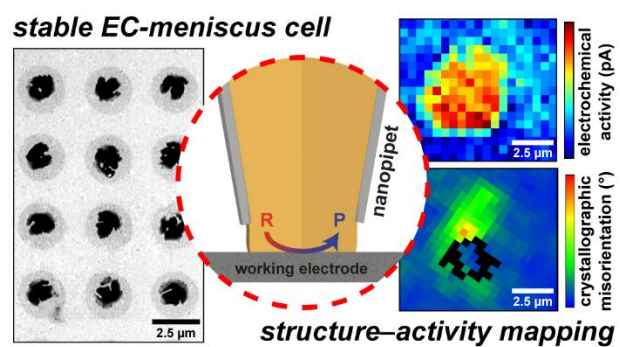 stable EC-meniscus cell
2.5 µm
R
P
nanopipet
working electrode
2.5 µm
electrochemical
activity (pA)
2.5 µm
crystallographic
misorientation (°)
structure–activity mapping